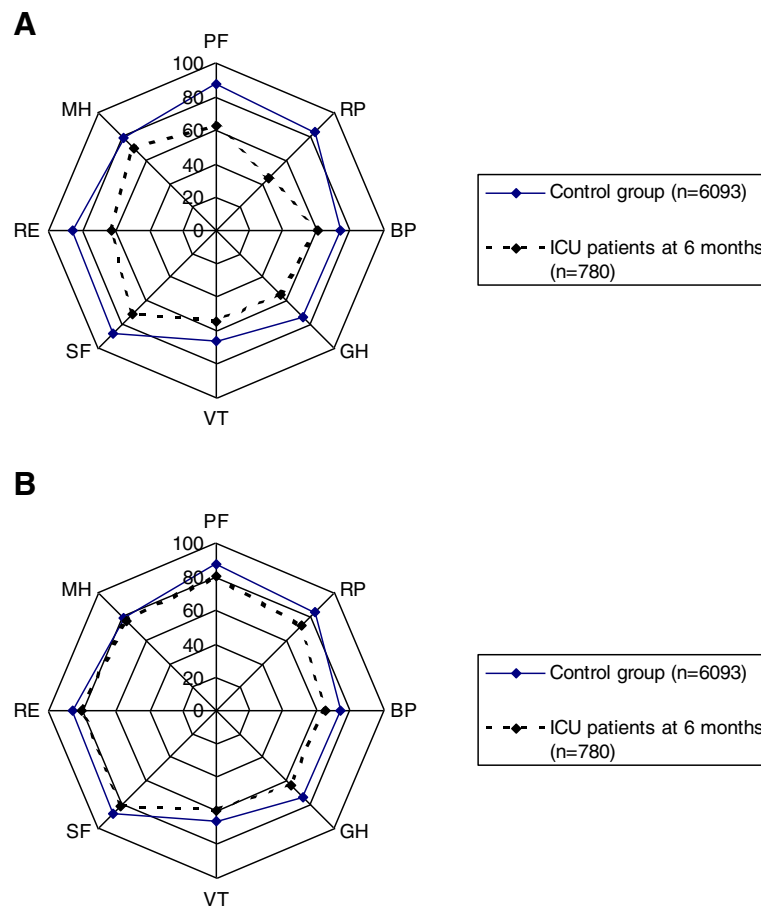 A
PF
100
80
60
40
20
0
MH
RP
RE
BP
SF
GH
VT
Control group (n=6093)
ICU patients at 6 months
(n=780)
B
PF
100
80
60
40
20
0
MH
RP
RE
BP
SF
GH
VT
Control group (n=6093)
ICU patients at 6 months
(n=780)